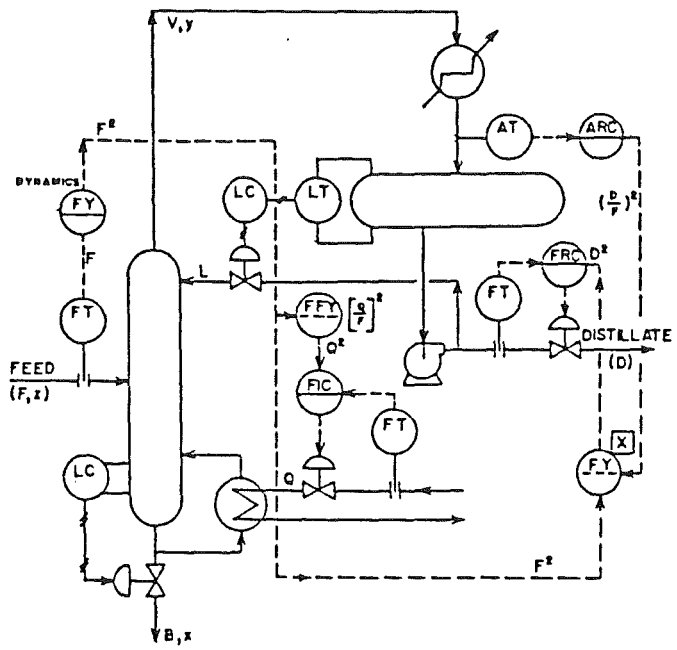 V,y
F²
AT
ARC
DYNAMICS
FY
LC
LT
(D/F)²
F
FRC
D²
L
FT
FT
FFY
[Q/F]²
DISTILLATE
(D)
FEED
(F,z)
Q²
FIC
FT
X
LC
Q
FY
F²
B,x